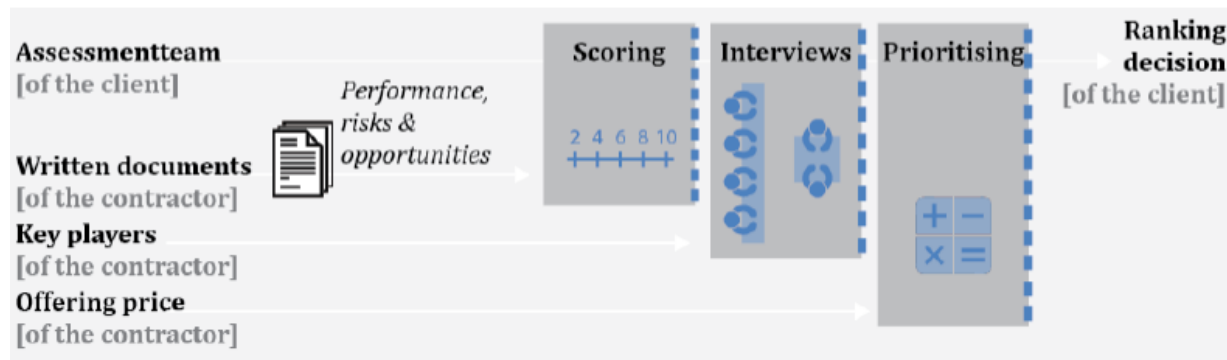 Assessmentteam
[of the client]
Performance,
risks &
opportunities
Written documents
[of the contractor]
Key players
[of the contractor]
Offering price
[of the contractor]
Scoring
2 4 6 8 10
Interviews
Prioritising
+ −
× =
Ranking
decision
[of the client]